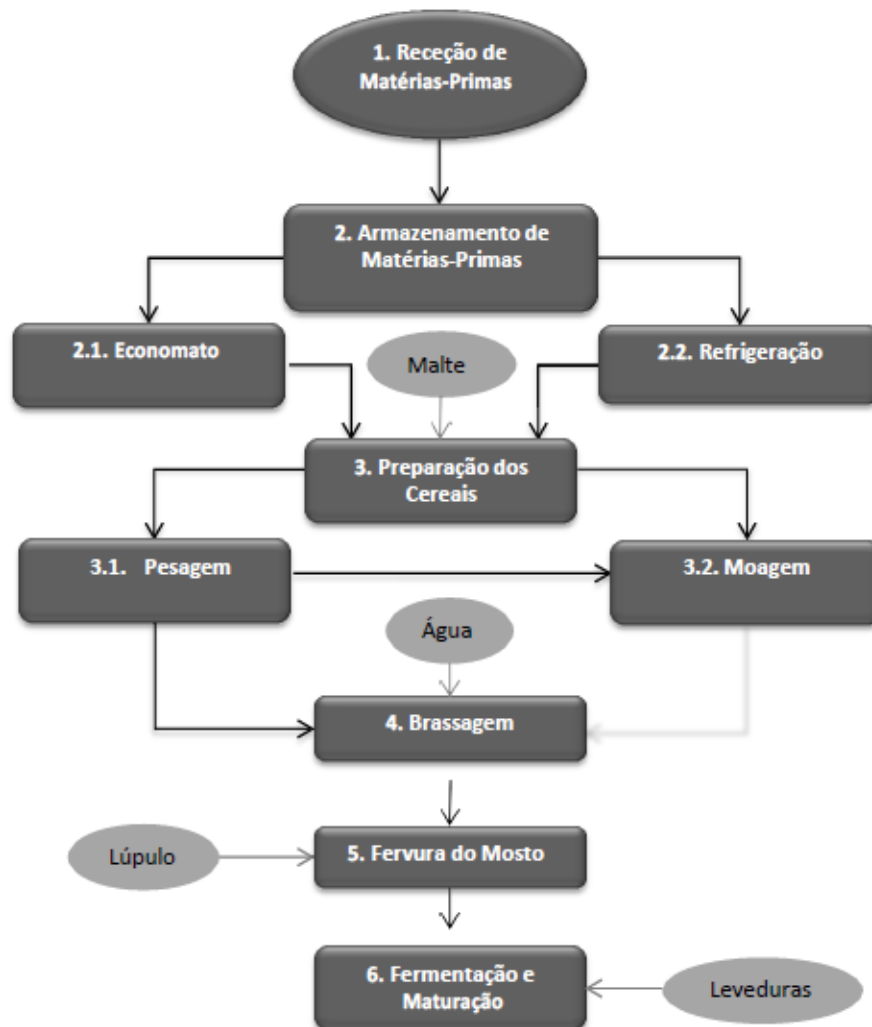 1. Receção de
Matérias-Primas
2. Armazenamento de
Matérias-Primas
2.1. Economato
Malte
2.2. Refrigeração
3. Preparação dos
Cereais
3.1. Pesagem
3.2. Moagem
Água
4. Brassagem
Lúpulo
5. Fervura do Mosto
6. Fermentação e
Maturação
Leveduras